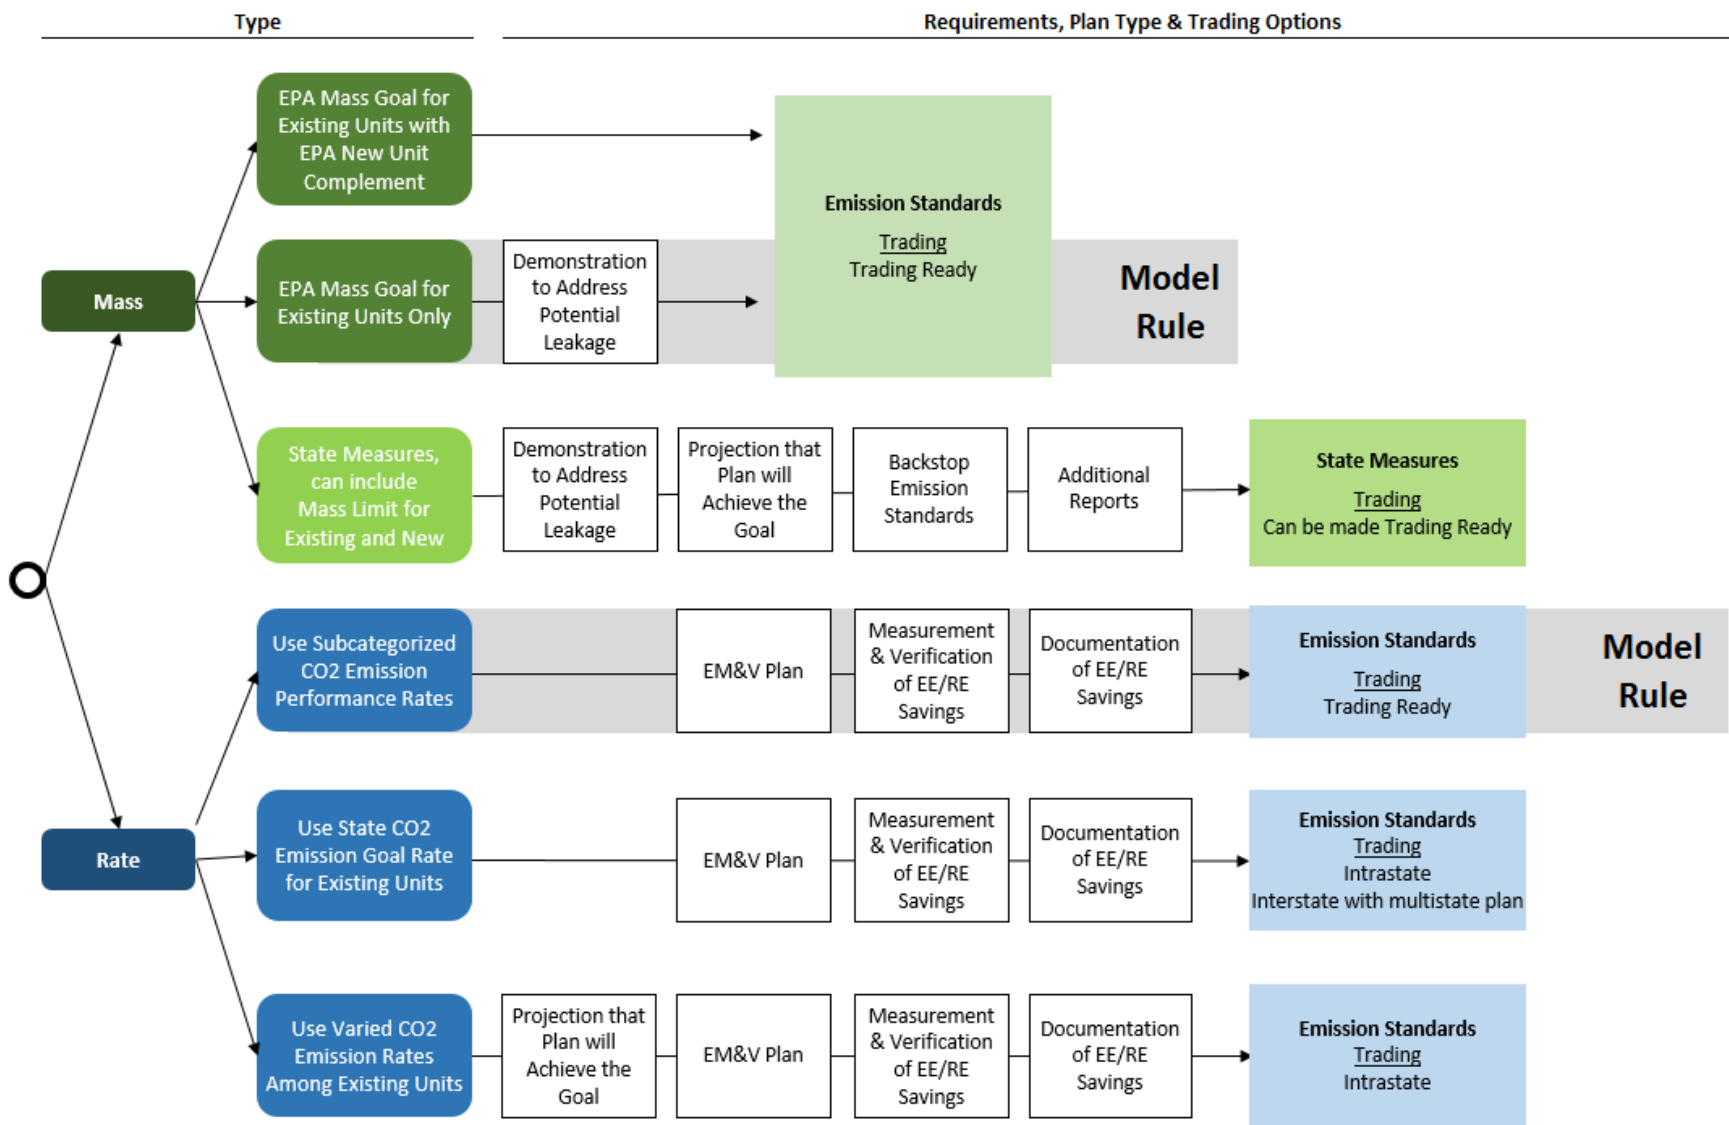 Type
Requirements, Plan Type & Trading Options
EPA Mass Goal for
Existing Units with
EPA New Unit
Complement
Emission Standards
Trading
Trading Ready
Mass
EPA Mass Goal for
Existing Units Only
Demonstration
to Address
Potential
Leakage
Model
Rule
State Measures,
can include
Mass Limit for
Existing and New
Demonstration
to Address
Potential
Leakage
Projection that
Plan will
Achieve the
Goal
Backstop
Emission
Standards
Additional
Reports
State Measures
Trading
Can be made Trading Ready
Use Subcategorized
CO2 Emission
Performance Rates
EM&V Plan
Measurement
& Verification
of EE/RE
Savings
Documentation
of EE/RE
Savings
Emission Standards
Trading
Trading Ready
Model
Rule
Rate
Use State CO2
Emission Goal Rate
for Existing Units
EM&V Plan
Measurement
& Verification
of EE/RE
Savings
Documentation
of EE/RE
Savings
Emission Standards
Trading
Intrastate
Interstate with multistate plan
Use Varied CO2
Emission Rates
Among Existing Units
Projection that
Plan will
Achieve the
Goal
EM&V Plan
Measurement
& Verification
of EE/RE
Savings
Documentation
of EE/RE
Savings
Emission Standards
Trading
Intrastate